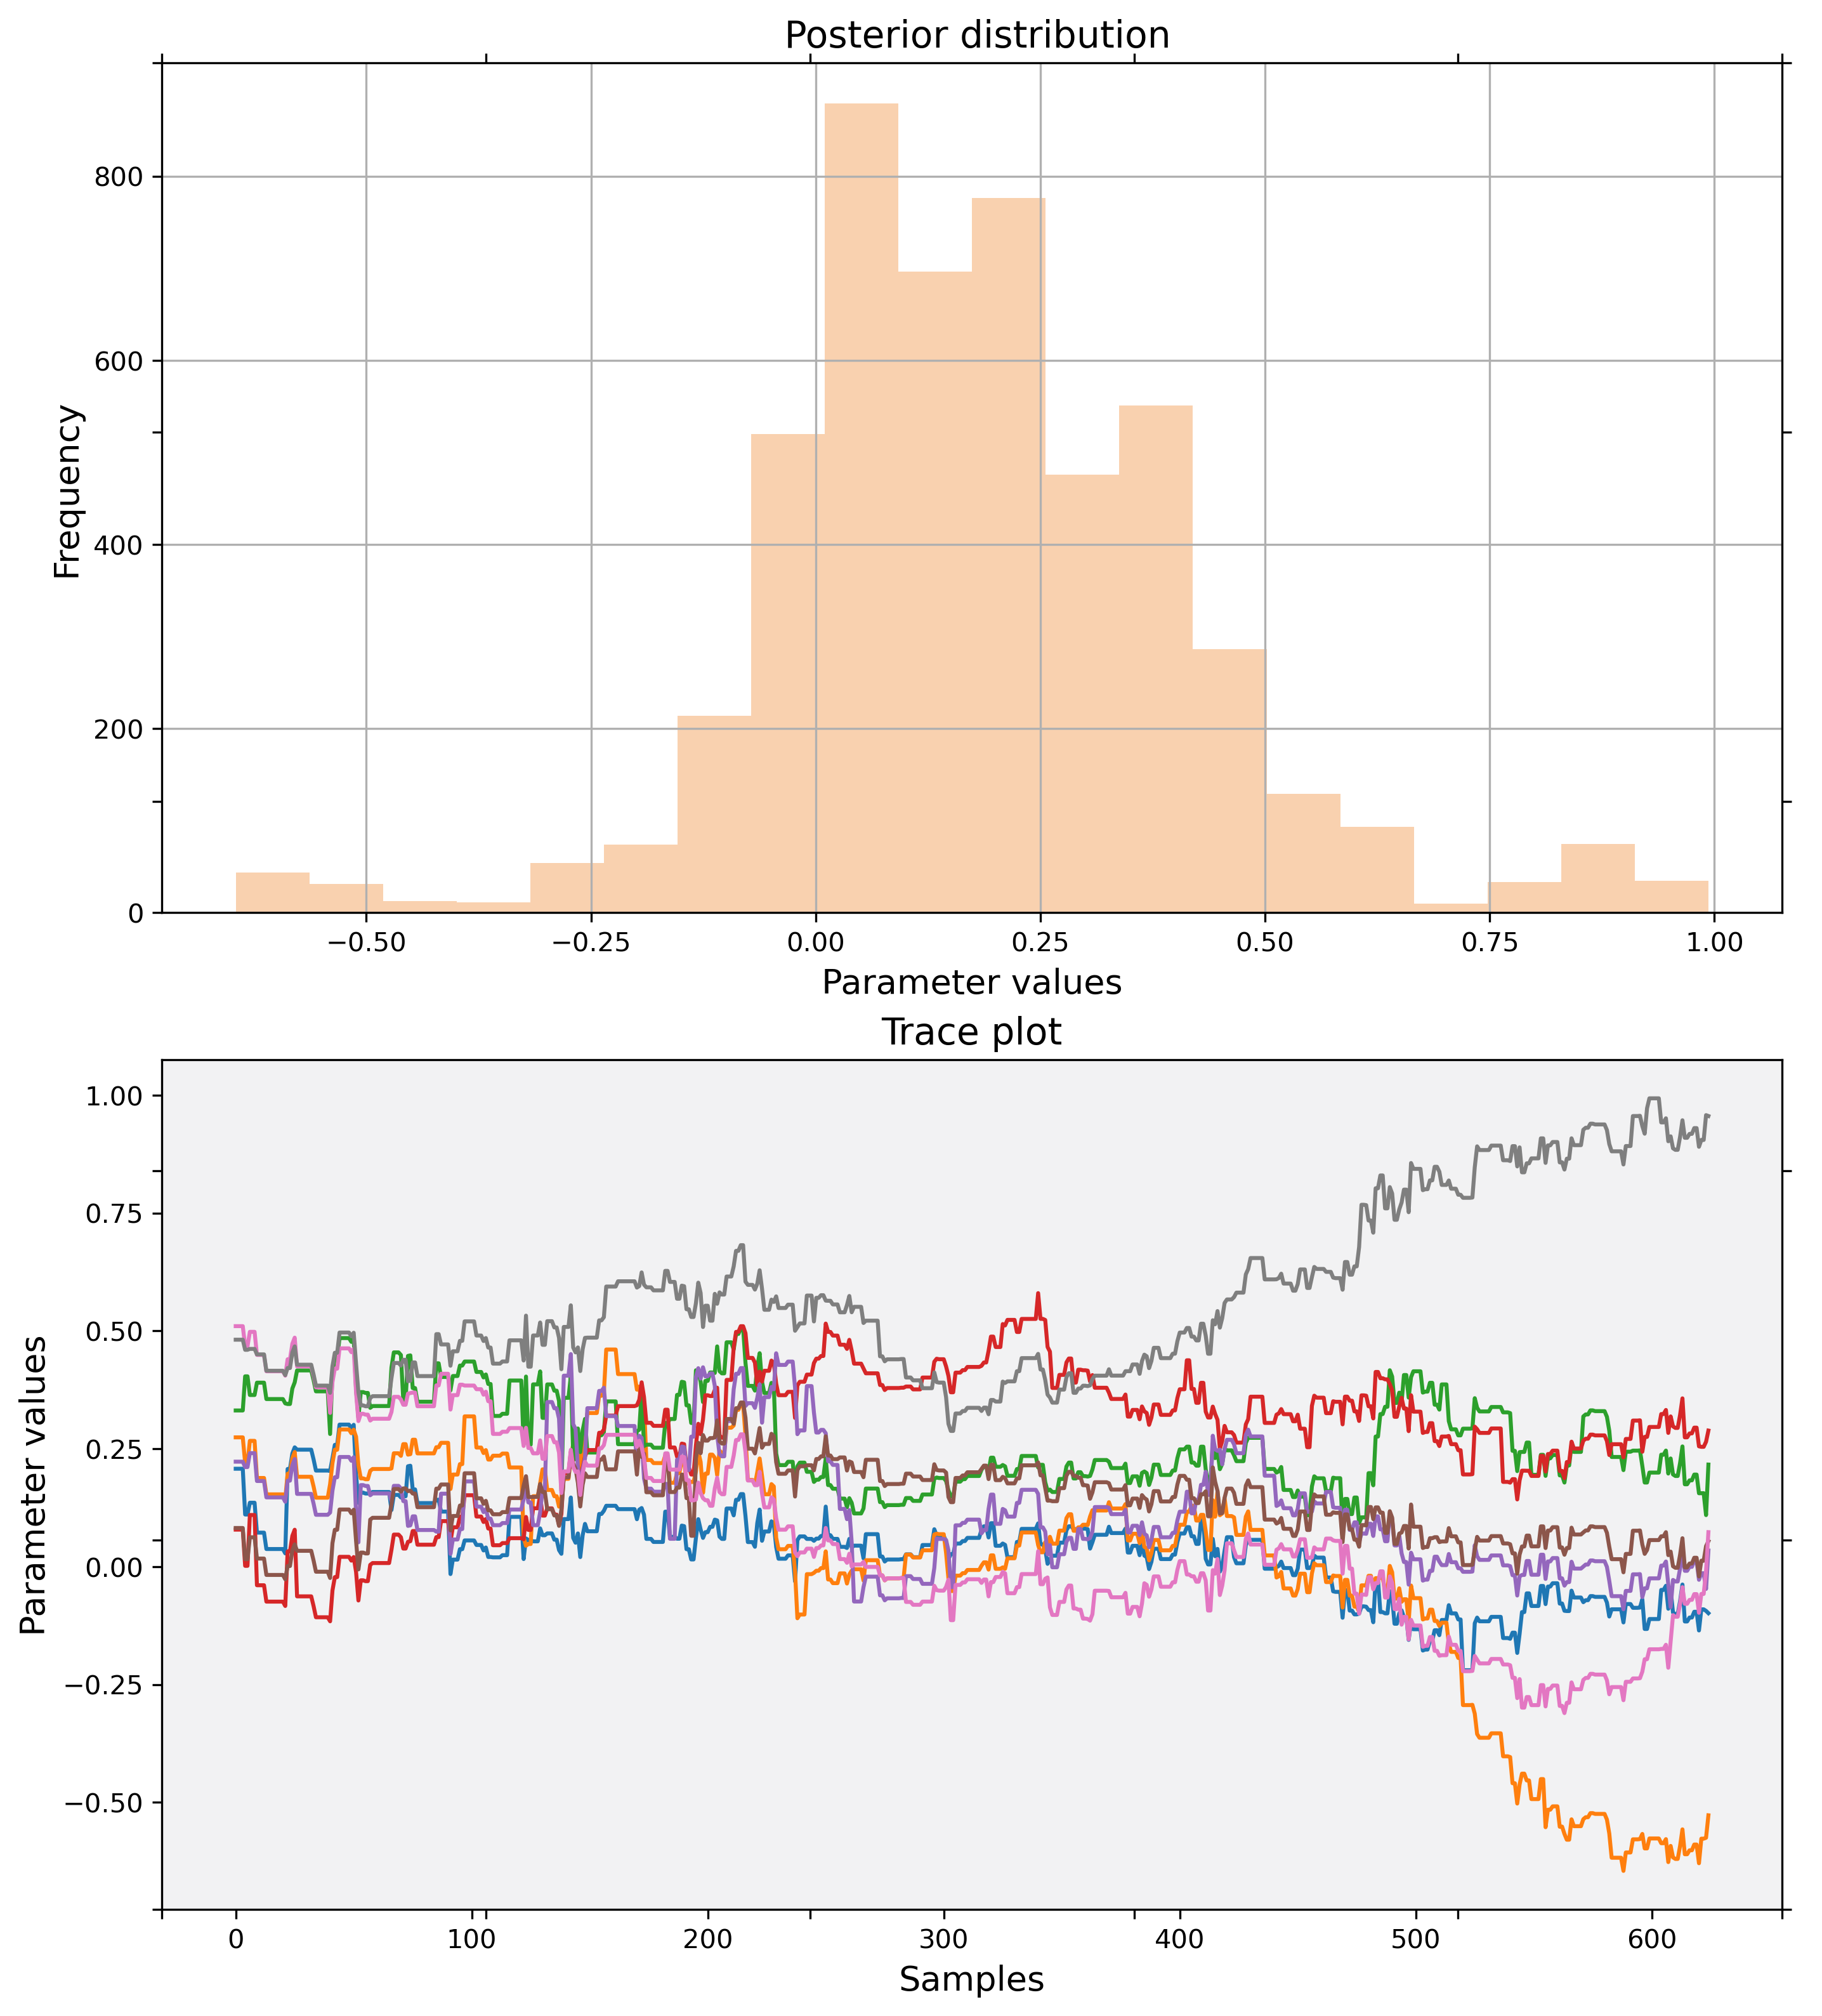 Posterior distribution
800
600
400
200
0
Frequency
−0.50 −0.25 0.00 0.25 0.50 0.75 1.00
Parameter values
Trace plot
1.00
0.75
0.50
0.25
0.00
−0.25
−0.50
Parameter values
0 100 200 300 400 500 600
Samples